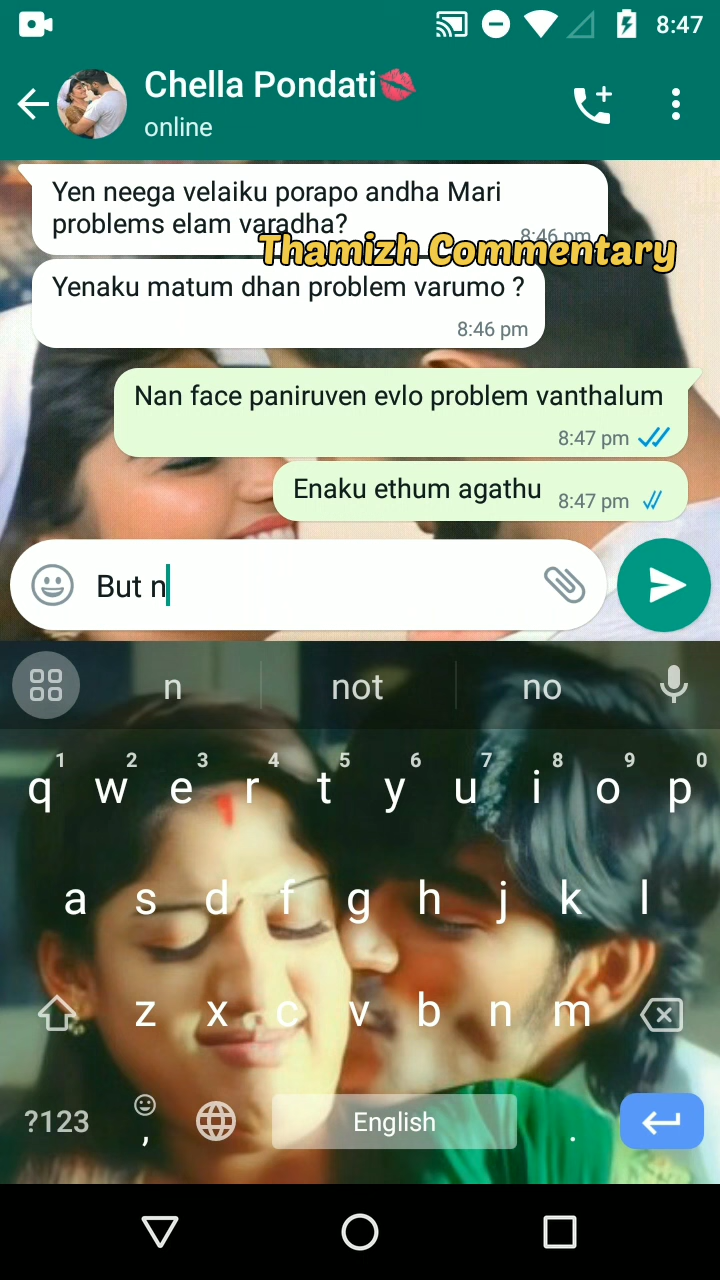 8:47
Chella Pondati💋
online
Yen neega velaiku porapo andha Mari
problems elam varadha?
8:46 pm
Thamizh Commentary
Yenaku matum dhan problem varumo ?
8:46 pm
Nan face paniruven evlo problem vanthalum
8:47 pm
Enaku ethum agathu 8:47 pm
But n
n not no
1 2 3 4 5 6 7 8 9 0
q w e r t y u i o p
a s d f g h j k l
z x c v b n m
?123 , English .